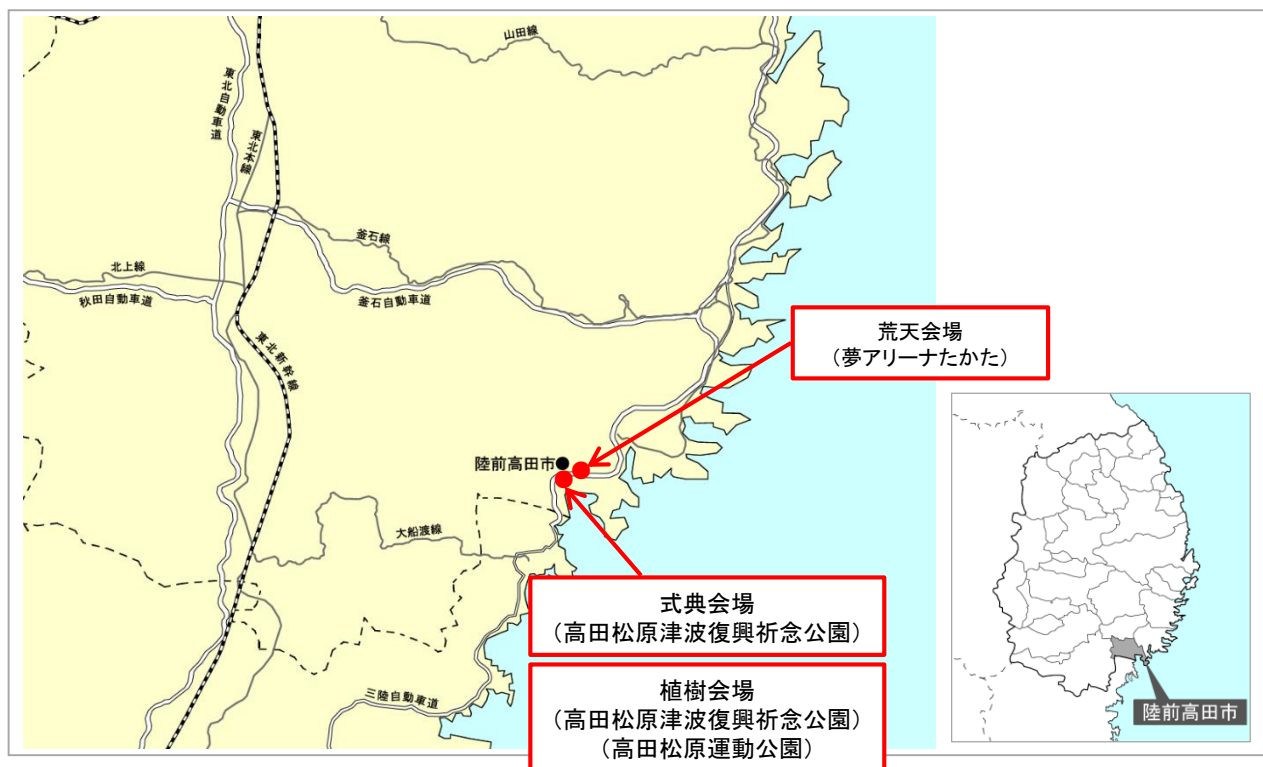 山田線
東北自動車道
東北本線
釜石線
北上線
秋田自動車道
釜石自動車道
東北新幹線
荒天会場
（夢アリーナたかた）
陸前高田市
大船渡線
式典会場
（高田松原津波復興祈念公園）
植樹会場
（高田松原津波復興祈念公園）
（高田松原運動公園）
三陸自動車道
陸前高田市